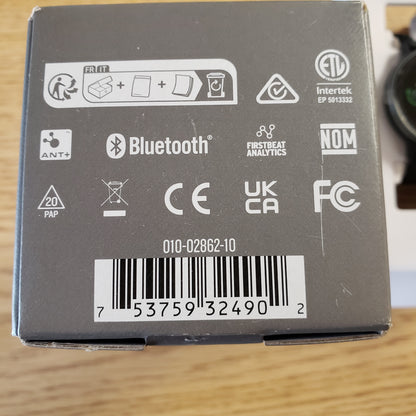 FR IT
ETL
Intertek
EP 5013332
ANT+
Bluetooth®
FIRSTBEAT
ANALYTICS
NOM
20
PAP
CE
UK
CA
FC
010-02862-10
7 53759 32490 2